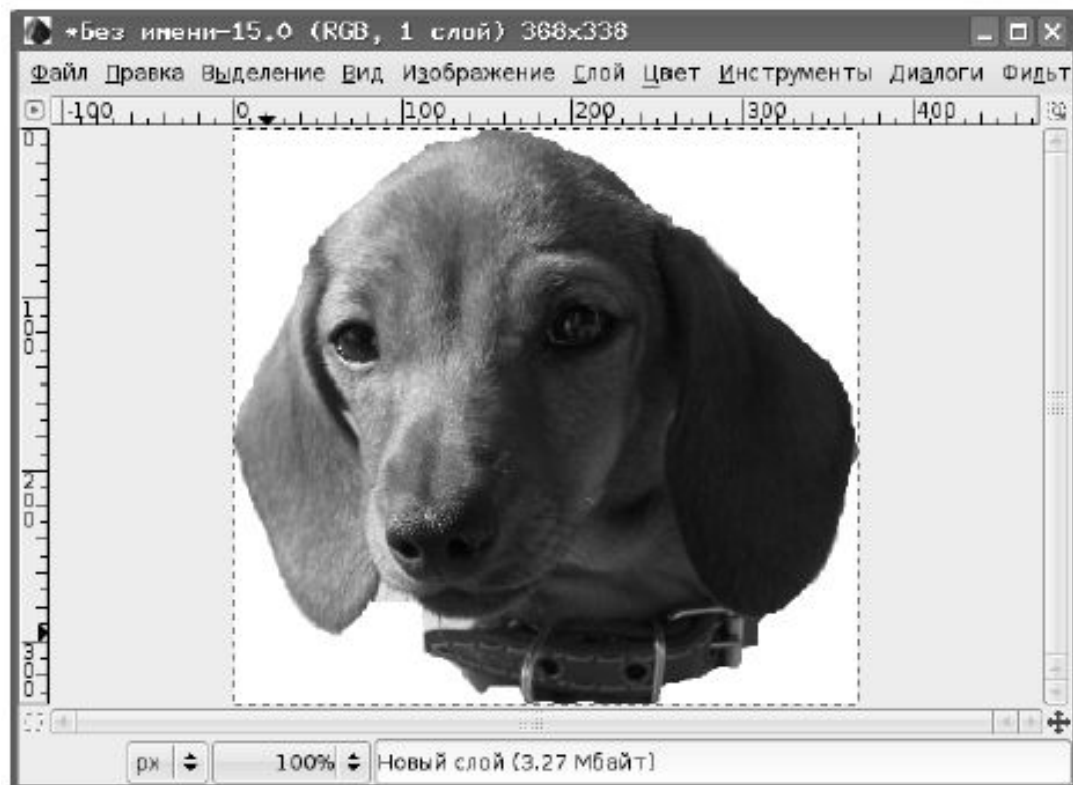 *Без имени-15.0 (RGB, 1 слой) 368x338
Файл Правка Выделение Вид Изображение Слой Цвет Инструменты Диалоги Фильт
-100 0 100 200 300 400
0
100
200
300
px 100% Новый слой (3.27 Мбайт)